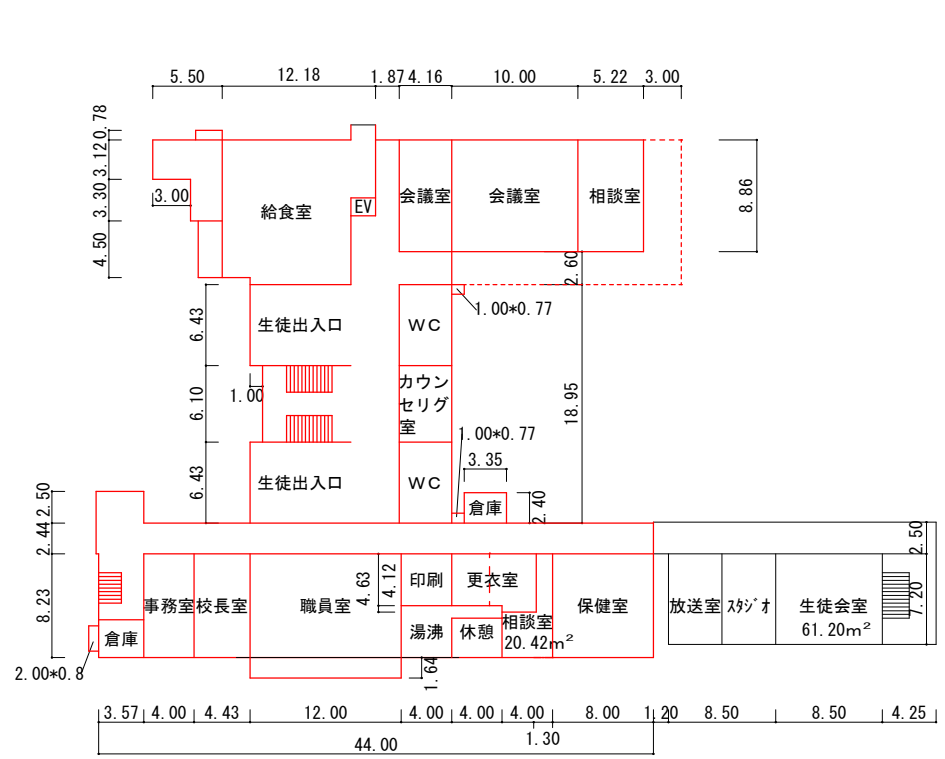 5.50
12.18
1.87
4.16
10.00
5.22
3.00
0.78
3.12
3.30
4.50
3.00
給食室
EV
会議室
会議室
相談室
8.86
2.60
1.00*0.77
6.43
生徒出入口
WC
1.00
6.10
カウン
セリグ
室
18.95
1.00*0.77
3.35
6.43
生徒出入口
WC
倉庫
2.40
2.50
2.44
8.23
2.50
事務室
校長室
職員室
4.63
4.12
印刷
更衣室
保健室
放送室
スタジオ
生徒会室
61.20m²
7.20
倉庫
湯沸
休憩
相談室
20.42m²
2.00*0.8
1.64
3.57
4.00
4.43
12.00
4.00
4.00
4.00
8.00
1.20
8.50
8.50
4.25
1.30
44.00